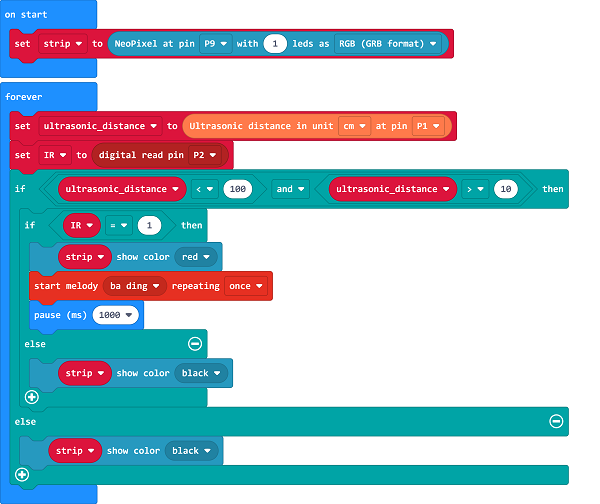 on start
set strip to NeoPixel at pin P9 with 1 leds as RGB (GRB format)
forever
set ultrasonic_distance to Ultrasonic distance in unit cm at pin P1
set IR to digital read pin P2
if ultrasonic_distance < 100 and ultrasonic_distance > 10 then
if IR = 1 then
strip show color red
start melody ba ding repeating once
pause (ms) 1000
else
strip show color black
else
strip show color black